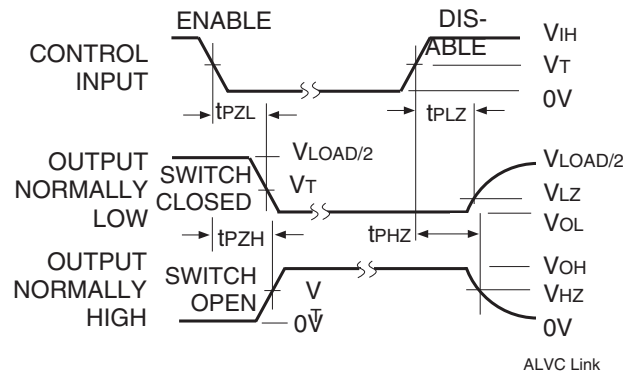 ENABLE
DIS-
ABLE
CONTROL
INPUT
VIH
VT
0V
tPZL
tPLZ
OUTPUT
NORMALLY
LOW
SWITCH
CLOSED
VLOAD/2
VT
VLOAD/2
VLZ
VOL
tPZH
tPHZ
OUTPUT
NORMALLY
HIGH
SWITCH
OPEN
VT
0V
VOH
VHZ
0V
ALVC Link